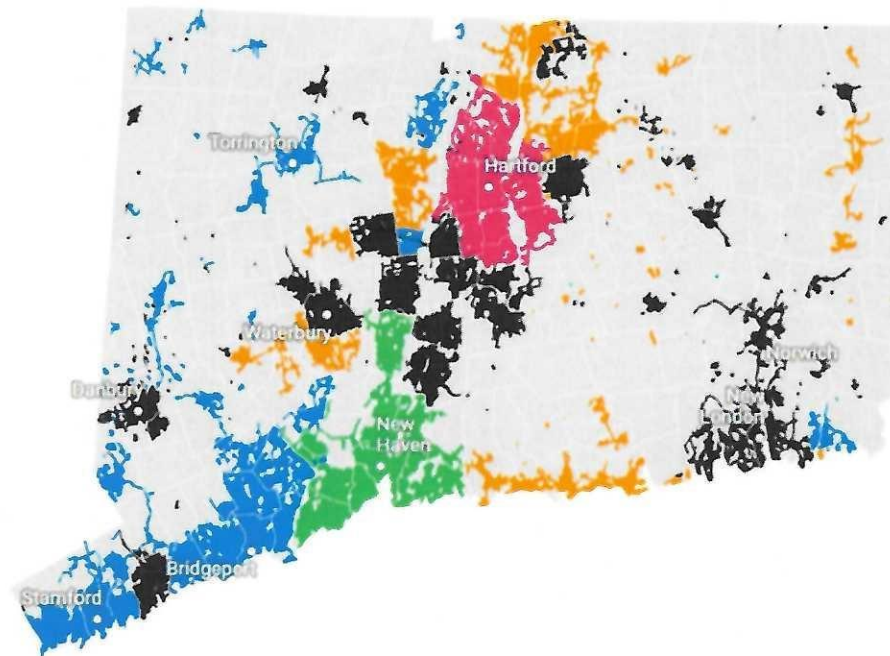 Torrington
Hartford
Waterbury
Norwich
Danbury
New
London
New
Haven
Bridgeport
Stamford